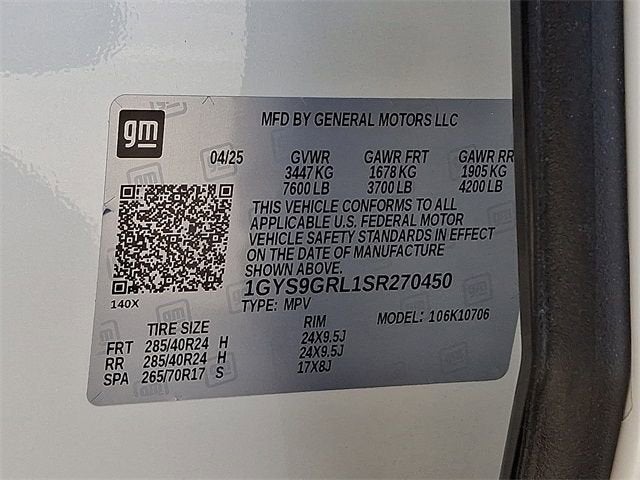 gm
MFD BY GENERAL MOTORS LLC
04/25 GVWR GAWR FRT GAWR RR
3447 KG 1678 KG 1905 KG
7600 LB 3700 LB 4200 LB
THIS VEHICLE CONFORMS TO ALL
APPLICABLE U.S. FEDERAL MOTOR
VEHICLE SAFETY STANDARDS IN EFFECT
ON THE DATE OF MANUFACTURE
SHOWN ABOVE.
140X
1GYS9GRL1SR270450
TYPE: MPV
MODEL: 106K10706
TIRE SIZE RIM
FRT 285/40R24 H 24X9.5J
RR 285/40R24 H 24X9.5J
SPA 265/70R17 S 17X8J